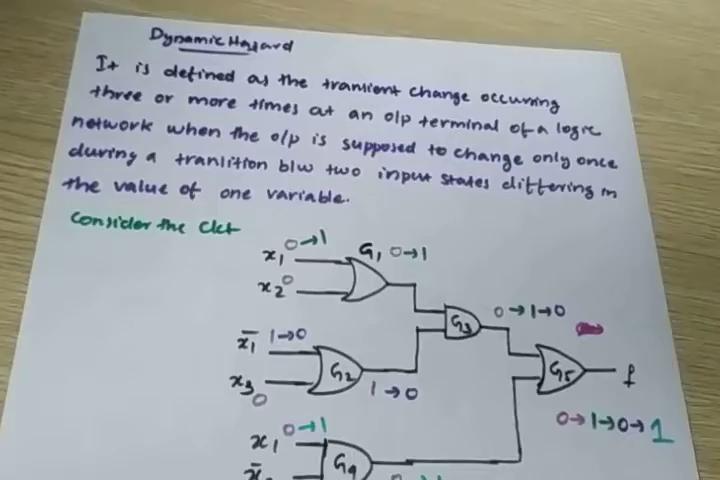 Dynamic Hazard
It is defined as the transient change occurring
three or more times at an o/p terminal of a logic
network when the o/p is supposed to change only once
during a tranlition b/w two input states differing in
the value of one variable.
Consider the Ckt
x1 0→1 G1 0→1
x2 0
G3 0→1→0
x̄1 1→0
G2 1→0
x3 0
G5 f
0→1→0→1
x1 0→1
G4